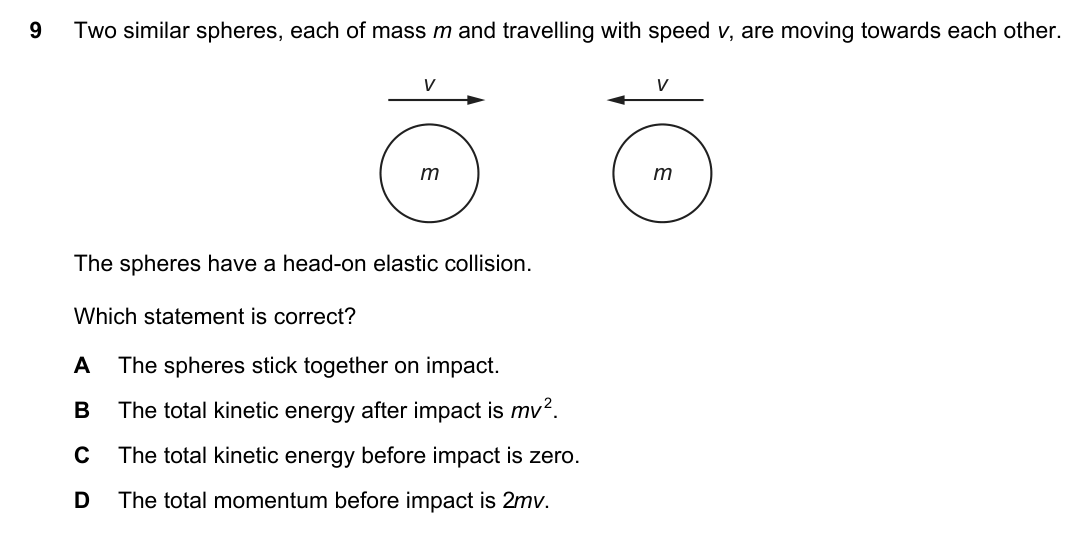 9 Two similar spheres, each of mass m and travelling with speed v, are moving towards each other.
v v
m m
The spheres have a head-on elastic collision.
Which statement is correct?
A The spheres stick together on impact.
B The total kinetic energy after impact is mv².
C The total kinetic energy before impact is zero.
D The total momentum before impact is 2mv.